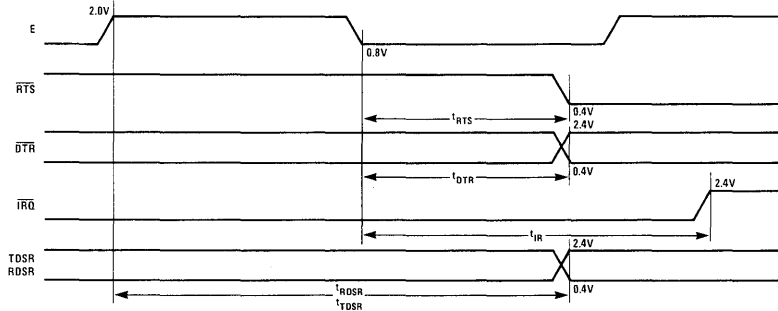 2.0V
E
0.8V
RTS
tRTS
0.4V
2.4V
DTR
tDTR
0.4V
2.4V
IRQ
tIR
TDSR
RDSR
2.4V
0.4V
tRDSR
tTDSR